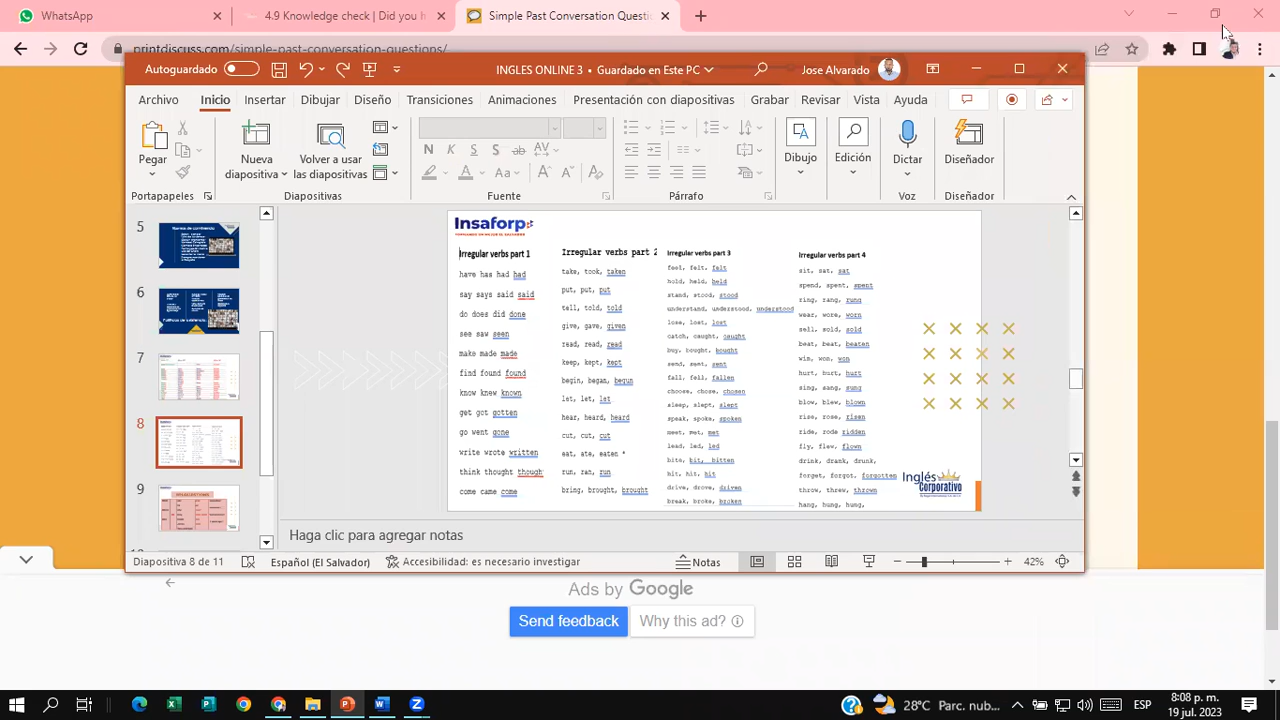 WhatsApp
4.9 Knowledge check | Did you h
Simple Past Conversation Questi
printdiscuss.com/simple-past-conversation-questions/
Autoguardado
INGLES ONLINE 3 • Guardado en Este PC
Jose Alvarado
Archivo Inicio Insertar Dibujar Diseño Transiciones Animaciones Presentación con diapositivas Grabar Revisar Vista Ayuda
Pegar
Nueva diapositiva
Volver a usar las diapositivas
Dibujo
Edición
Dictar
Diseñador
Portapapeles
Diapositivas
Fuente
Párrafo
Voz
Diseñador
5
6
7
8
9
Insaforp
Irregular verbs part 1
have has had had
say says said said
do does did done
see saw seen
make made made
find found found
know knew known
get got gotten
go went gone
write wrote written
think thought though
come came come
Irregular verbs part 2
take, took, taken
put, put, put
tell, told, told
give, gave, given
read, read, read
keep, kept, kept
begin, began, begun
let, let, let
hear, heard, heard
cut, cut, cut
eat, ate, eaten *
run, ran, run
bring, brought, brought
Irregular verbs part 3
feel, felt, felt
hold, held, held
stand, stood, stood
understand, understood, understood
lose, lost, lost
catch, caught, caught
buy, bought, bought
send, sent, sent
fall, fell, fallen
choose, chose, chosen
sleep, slept, slept
speak, spoke, spoken
meet, met, met
lead, led, led
bite, bit, bitten
hit, hit, hit
drive, drove, driven
break, broke, broken
Irregular verbs part 4
sit, sat, sat
spend, spent, spent
ring, rang, rung
wear, wore, worn
sell, sold, sold
beat, beat, beaten
win, won, won
hurt, hurt, hurt
sing, sang, sung
blow, blew, blown
rise, rose, risen
ride, rode ridden
fly, flew, flown
drink, drank, drunk,
forget, forgot, forgotten
throw, threw, thrown
hang, hung, hung,
Inglés
Corporativo
Haga clic para agregar notas
Diapositiva 8 de 11 Español (El Salvador) Accesibilidad: es necesario investigar Notas 42%
Ads by Google
Send feedback Why this ad?
28°C Parc. nub... ESP
8:08 p. m.
19 jul. 2023